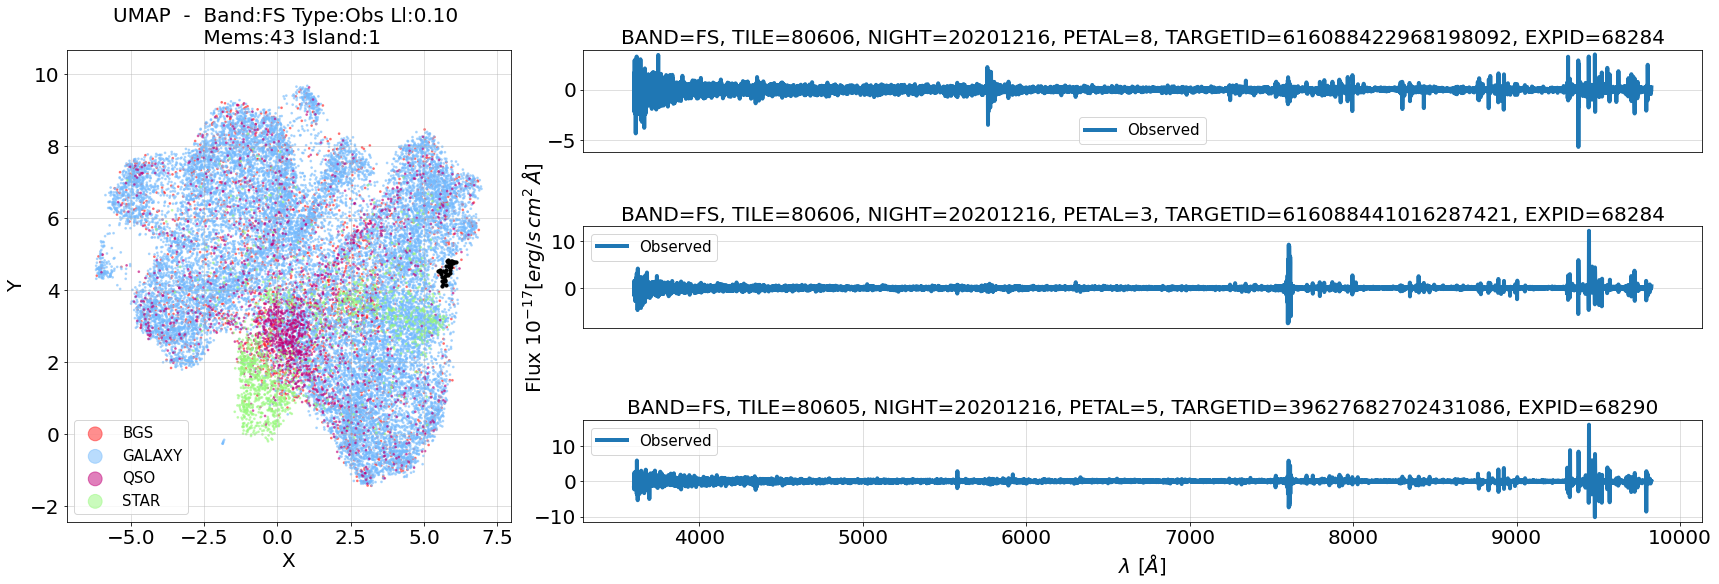 UMAP - Band:FS Type:Obs Ll:0.10
Mems:43 Island:1
10
8
6
4
2
0
−2
Y
BGS
GALAXY
QSO
STAR
−5.0 −2.5 0.0 2.5 5.0 7.5
X
Flux 10⁻¹⁷[erg/s cm² Å]
BAND=FS, TILE=80606, NIGHT=20201216, PETAL=8, TARGETID=616088422968198092, EXPID=68284
0
−5
Observed
BAND=FS, TILE=80606, NIGHT=20201216, PETAL=3, TARGETID=616088441016287421, EXPID=68284
10
0
Observed
BAND=FS, TILE=80605, NIGHT=20201216, PETAL=5, TARGETID=39627682702431086, EXPID=68290
10
0
−10
Observed
4000 5000 6000 7000 8000 9000 10000
λ [Å]